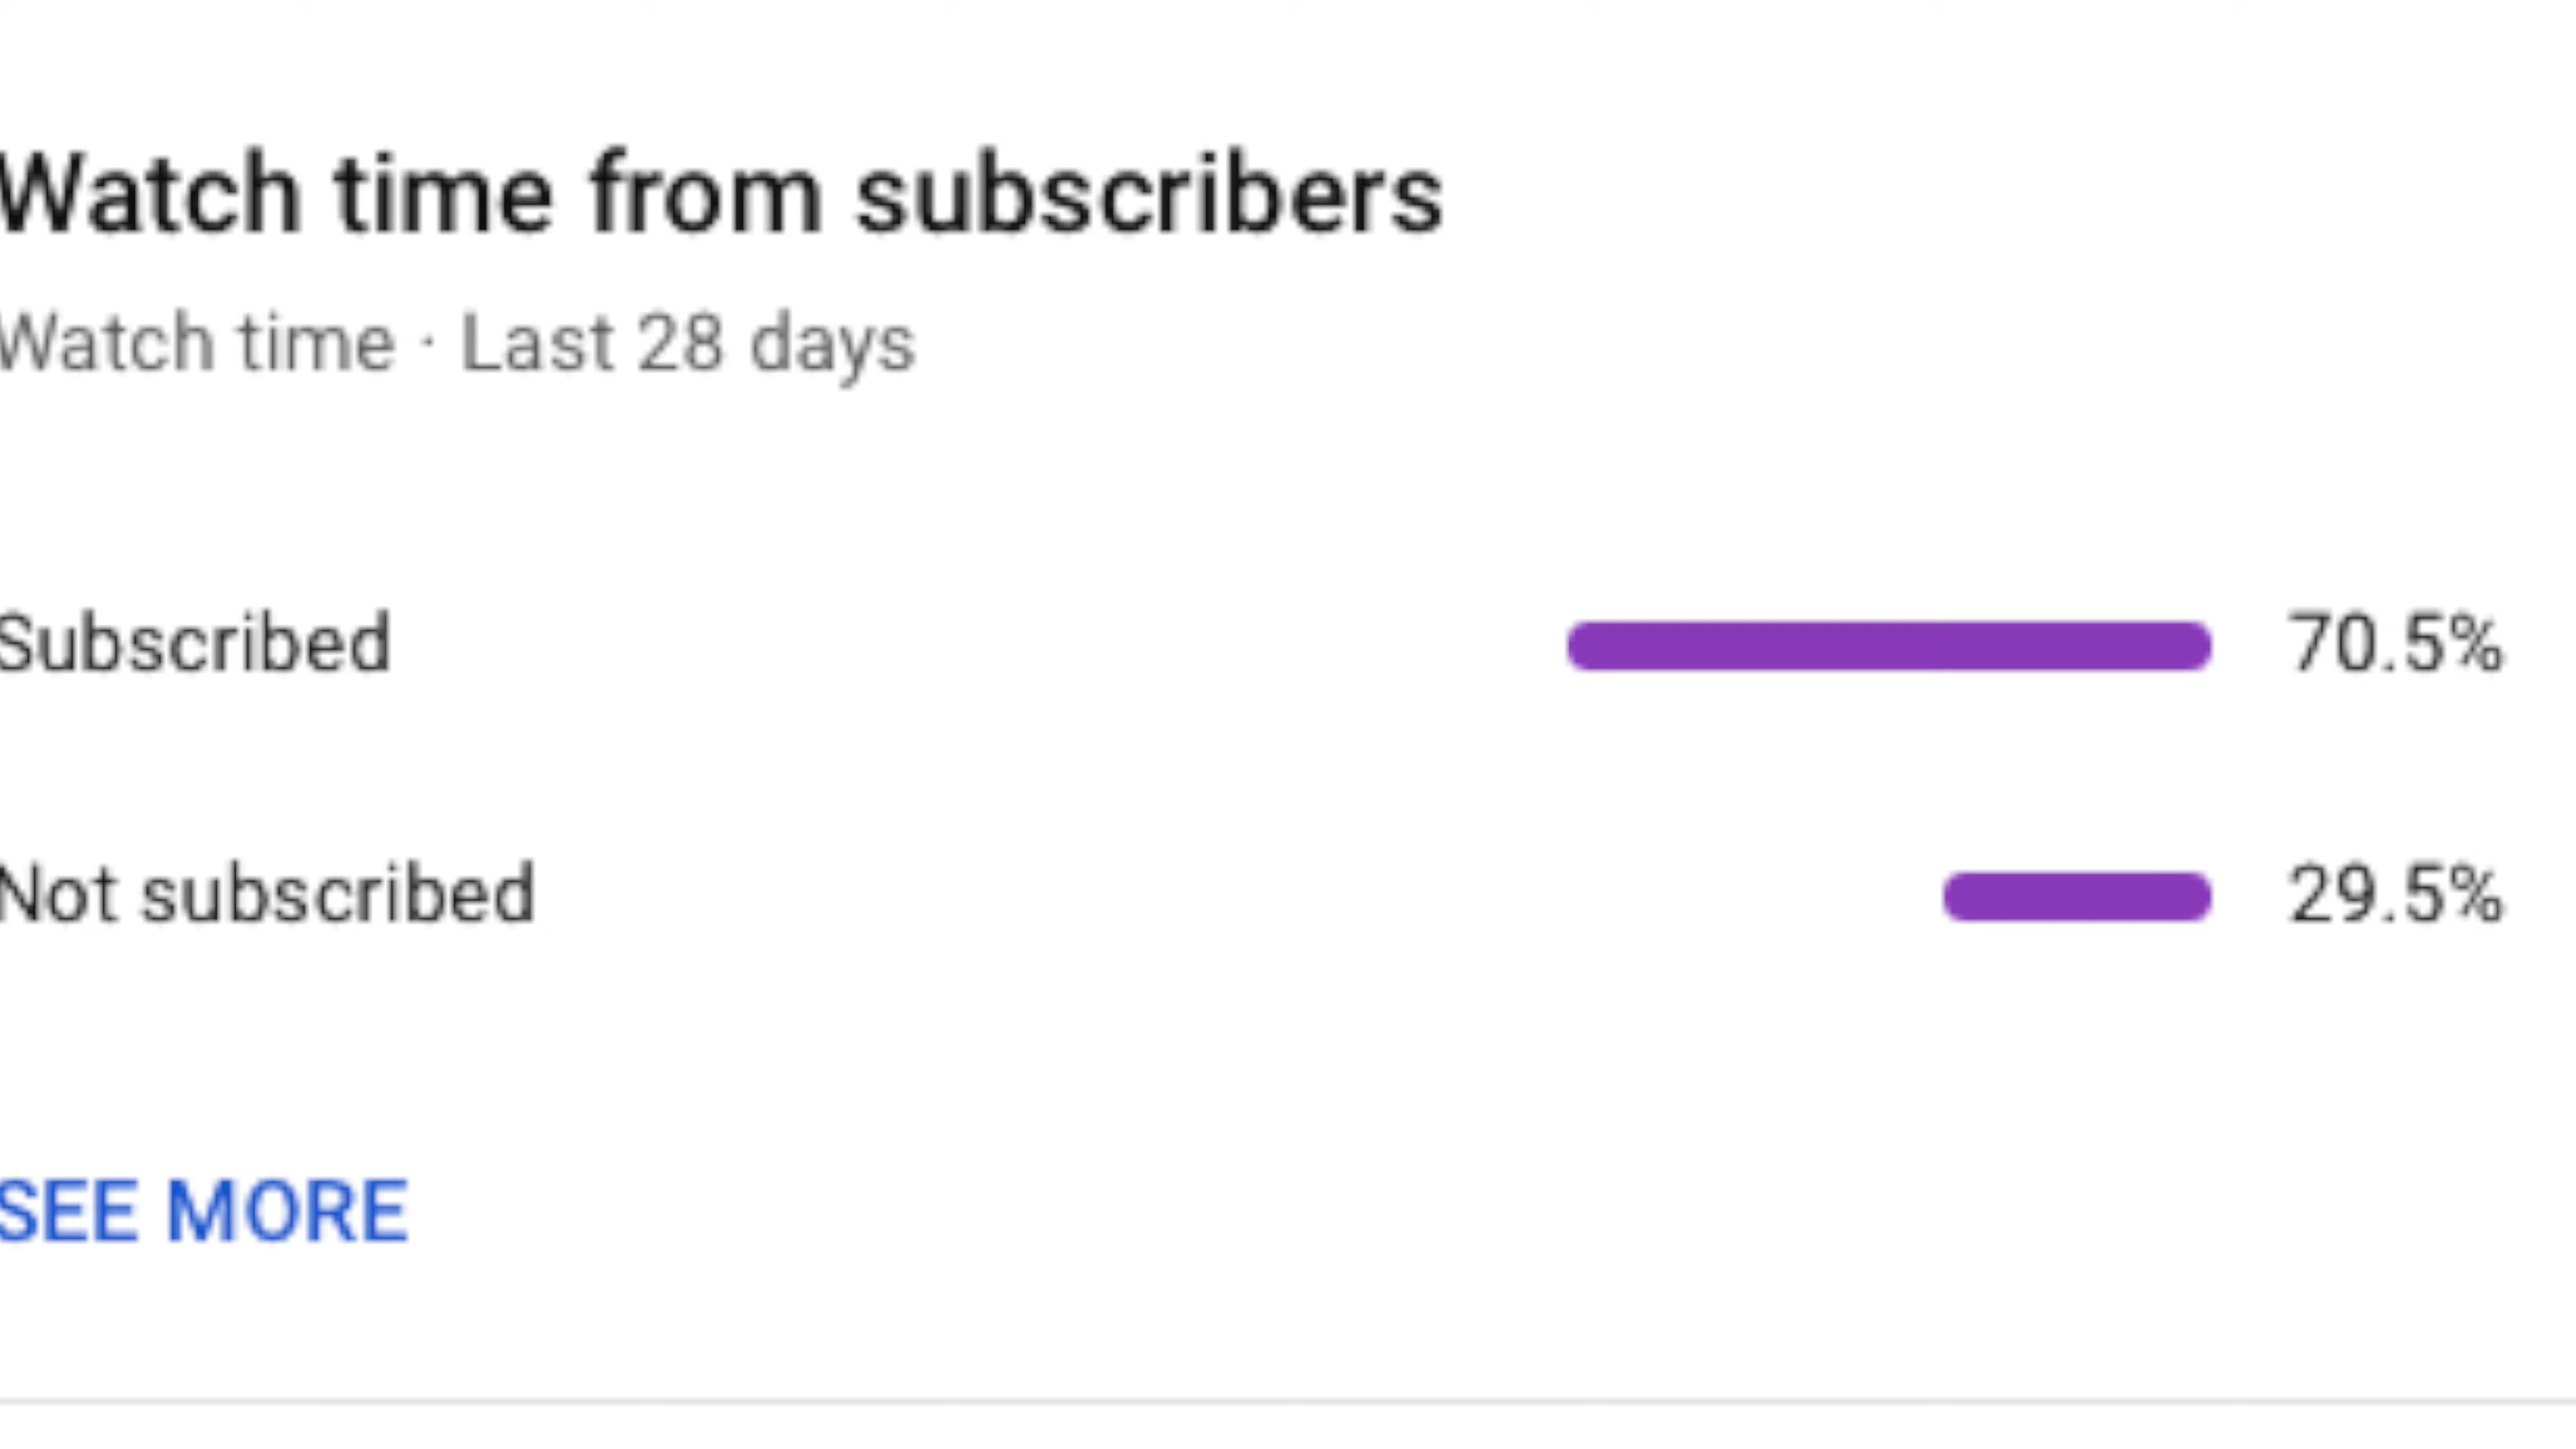 Watch time from subscribers
Watch time · Last 28 days
Subscribed 70.5%
Not subscribed 29.5%
SEE MORE